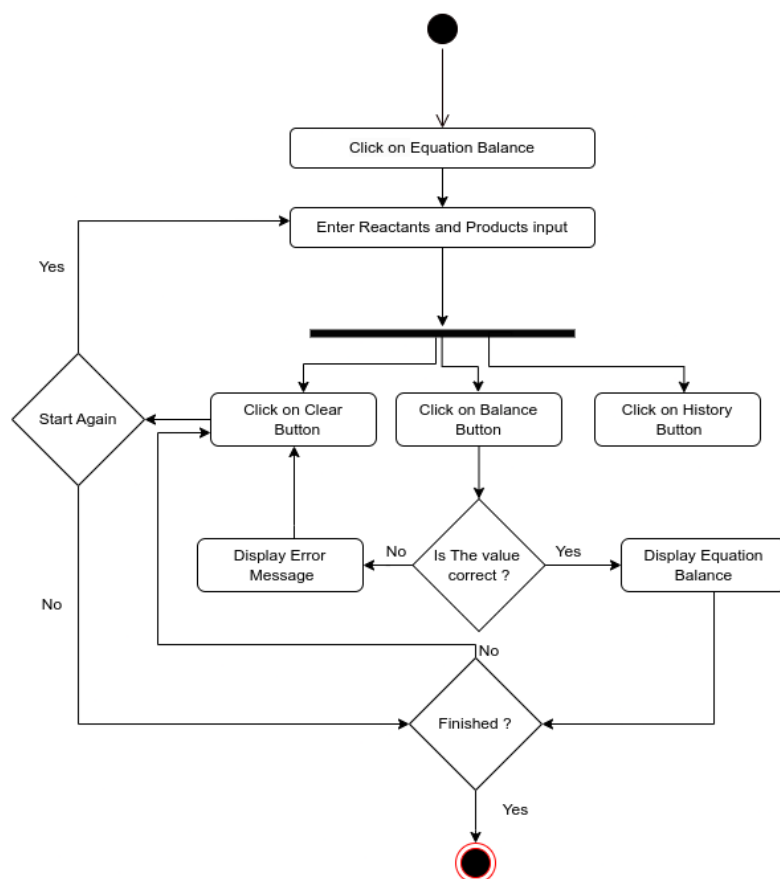 Click on Equation Balance
Enter Reactants and Products input
Yes
Start Again
Click on Clear
Button
Click on Balance
Button
Click on History
Button
No
Display Error
Message
No
Is The value
correct ?
Yes
Display Equation
Balance
No
Finished ?
Yes